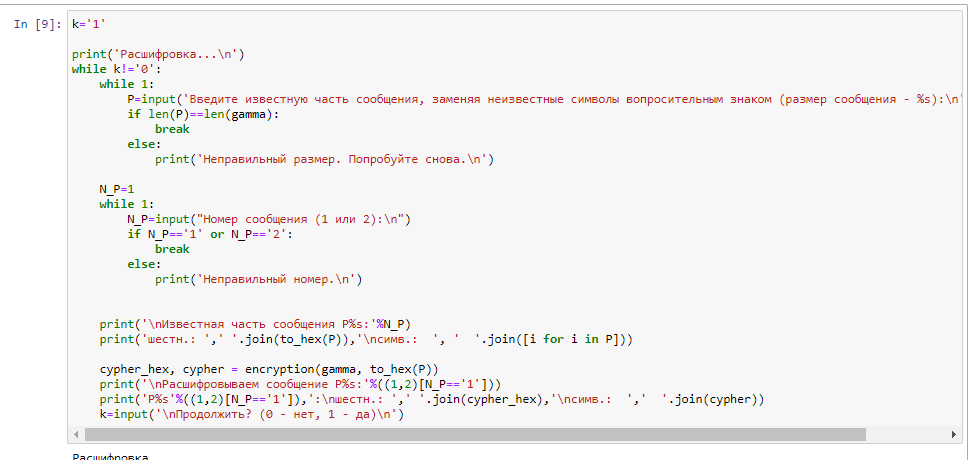 In [9]: k='1'
print('Расшифровка...\n')
while k!='0':
    while 1:
        P=input('Введите известную часть сообщения, заменяя неизвестные символы вопросительным знаком (размер сообщения - %s):\n'
        if len(P)==len(gamma):
            break
        else:
            print('Неправильный размер. Попробуйте снова.\n')
    N_P=1
    while 1:
        N_P=input("Номер сообщения (1 или 2):\n")
        if N_P=='1' or N_P=='2':
            break
        else:
            print('Неправильный номер.\n')
    print('\nИзвестная часть сообщения P%s:'%N_P)
    print('шестн.: ',' '.join(to_hex(P)),'\nсимв.:  ', '  '.join([i for i in P]))
    cypher_hex, cypher = encryption(gamma, to_hex(P))
    print('\nРасшифровываем сообщение P%s:'%((1,2)[N_P=='1']))
    print('P%s'%((1,2)[N_P=='1']),':\nшестн.: ',' '.join(cypher_hex),'\nсимв.:  ','  '.join(cypher))
    k=input('\nПродолжить? (0 - нет, 1 - да)\n')
Расшифровка